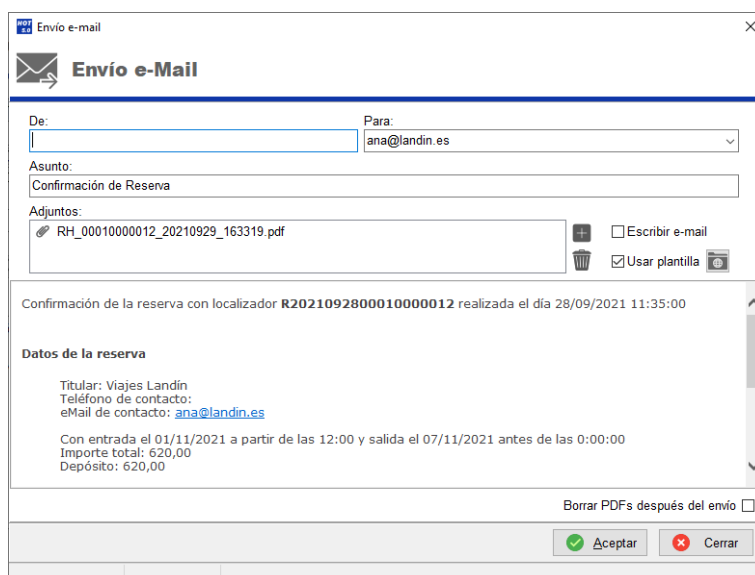 HOT
5.0
Envío e-mail
Envío e-Mail
De:
Para:
ana@landin.es
Asunto:
Confirmación de Reserva
Adjuntos:
RH_00010000012_20210929_163319.pdf
Escribir e-mail
Usar plantilla
Confirmación de la reserva con localizador R2021092800010000012 realizada el día 28/09/2021 11:35:00
Datos de la reserva
Titular: Viajes Landín
Teléfono de contacto:
eMail de contacto: ana@landin.es
Con entrada el 01/11/2021 a partir de las 12:00 y salida el 07/11/2021 antes de las 0:00:00
Importe total: 620,00
Depósito: 620,00
Borrar PDFs después del envío
Aceptar
Cerrar